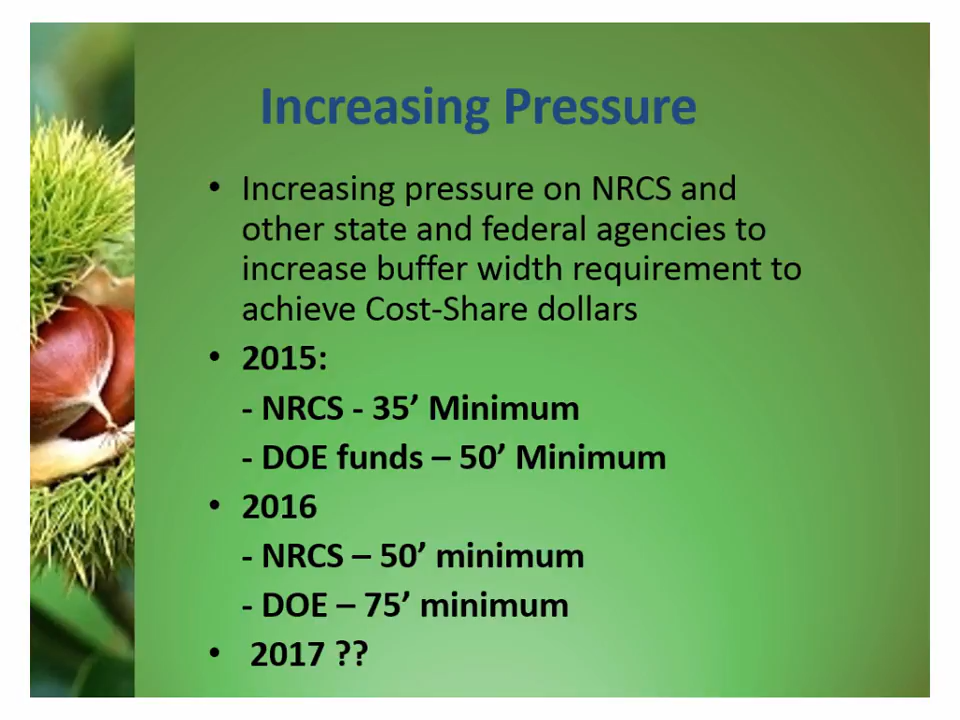 Increasing Pressure
• Increasing pressure on NRCS and
other state and federal agencies to
increase buffer width requirement to
achieve Cost-Share dollars
• 2015:
- NRCS - 35’ Minimum
- DOE funds – 50’ Minimum
• 2016
- NRCS – 50’ minimum
- DOE – 75’ minimum
• 2017 ??